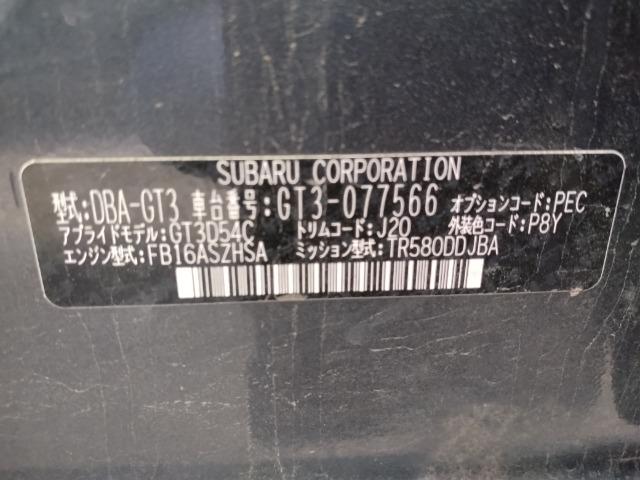 SUBARU CORPORATION
型式:DBA-GT3 車台番号:GT3-077566 オプションコード:PEC
アプライドモデル:GT3D54C トリムコード:J20 外装色コード:P8Y
エンジン型式:FB16ASZHSA ミッション型式:TR580DDJBA